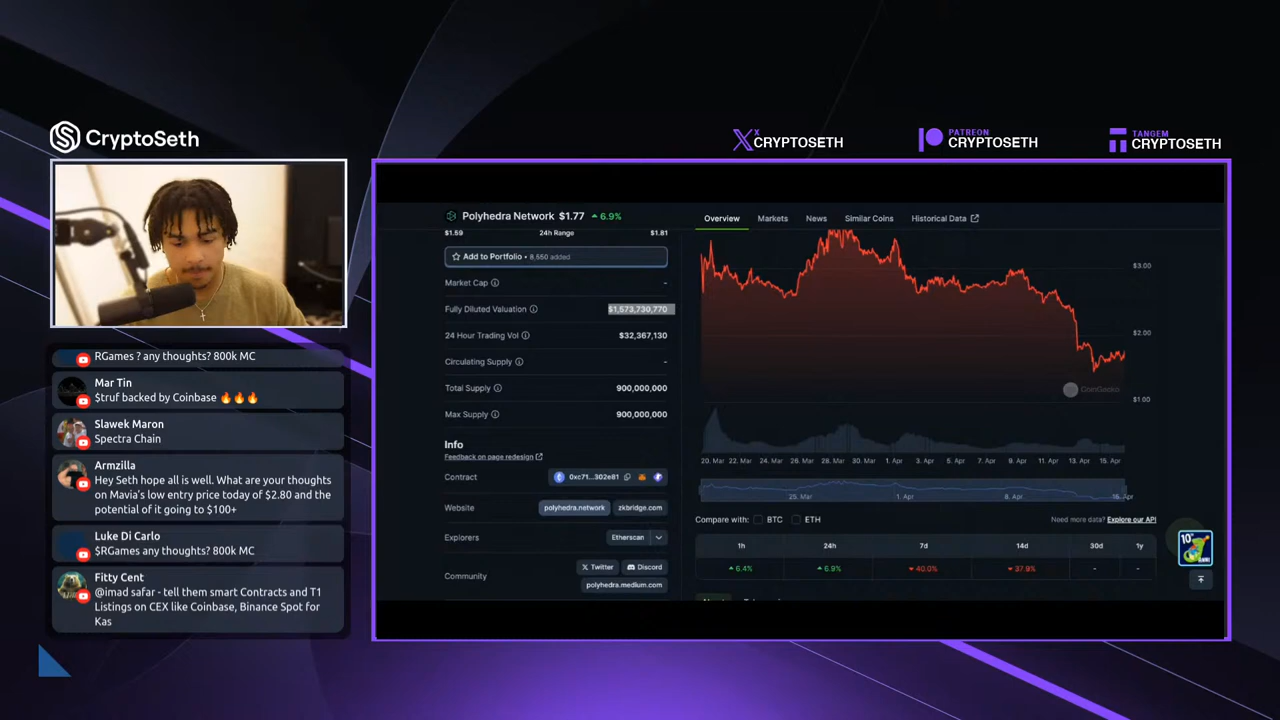 CryptoSeth
X
CRYPTOSETH
PATREON
CRYPTOSETH
TANGEM
CRYPTOSETH
RGames ? any thoughts? 800k MC
Mar Tin
$truf backed by Coinbase 🔥🔥🔥
Slawek Maron
Spectra Chain
Armzilla
Hey Seth hope all is well. What are your thoughts
on Mavia's low entry price today of $2.80 and the
potential of it going to $100+
Luke Di Carlo
$RGames any thoughts? 800k MC
Fitty Cent
@imad safar - tell them smart Contracts and T1
Listings on CEX like Coinbase, Binance Spot for
Kas
Polyhedra Network $1.77 ▲ 6.9%
$1.59 24h Range $1.81
Add to Portfolio • 8,550 added
Market Cap -
Fully Diluted Valuation $1,573,730,770
24 Hour Trading Vol $32,367,130
Circulating Supply -
Total Supply 900,000,000
Max Supply 900,000,000
Info
Feedback on page redesign
Contract 0xc71...302e81
Website polyhedra.network zkbridge.com
Explorers Etherscan
Community Twitter Discord
polyhedra.medium.com
Overview Markets News Similar Coins Historical Data
$3.00
$2.00
$1.00
CoinGecko
20. Mar 22. Mar 24. Mar 26. Mar 28. Mar 30. Mar 1. Apr 3. Apr 5. Apr 7. Apr 9. Apr 11. Apr 13. Apr 15. Apr
25. Mar 1. Apr 8. Apr 16. Apr
Compare with: BTC ETH Need more data? Explore our API
1h 24h 7d 14d 30d 1y
▲ 6.4% ▲ 6.9% ▼ 40.0% ▼ 37.9% - -